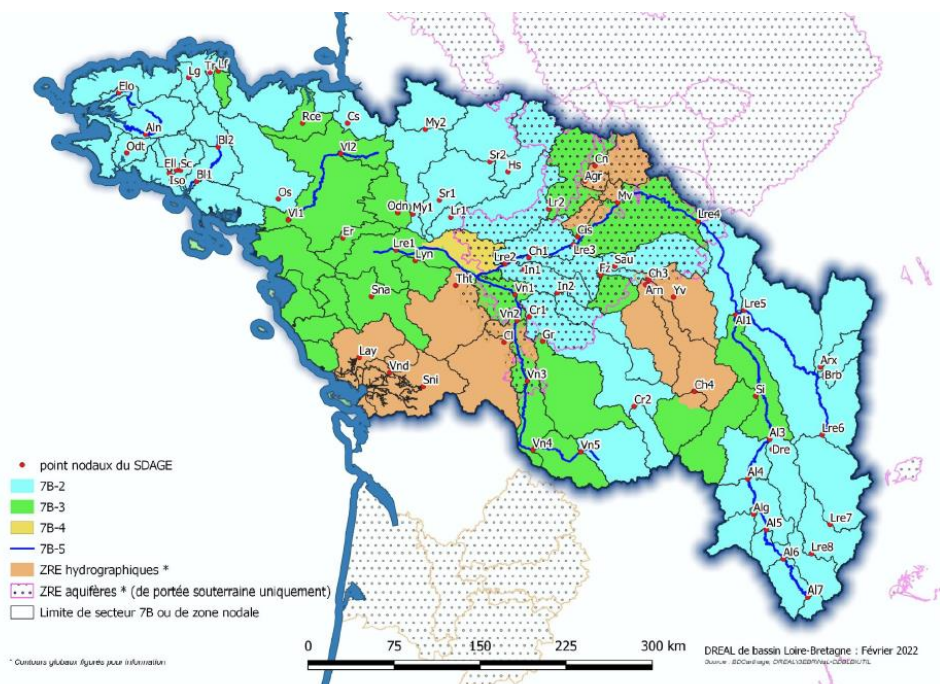 Elo
Lg
Tr
Lf
Aln
Odt
Ell
Sc
Iso
Bl1
Bl2
Rce
Cs
My2
Vl2
Os
Vl1
Sr2
Hs
Sr1
Odn
My1
Lr1
Er
Lre1
Lyn
Cn
Agr
Lr2
Mv
Cis
Lre3
Lre4
Lre2
Ch1
In1
Fz
Sau
Ch3
Arn
Yv
Tht
Vn1
In2
Sna
Vn2
Cr1
Cl
Gr
Lre5
Al1
Lay
Vnd
Sni
Vn3
Ch4
Si
Arx
Brb
Cr2
Lre6
Al3
Dre
Vn4
Vn5
Al4
Alg
Al5
Lre7
Al6
Lre8
Al7
point nodaux du SDAGE
7B-2
7B-3
7B-4
7B-5
ZRE hydrographiques *
ZRE aquifères * (de portée souterraine uniquement)
Limite de secteur 7B ou de zone nodale
0 75 150 225 300 km
* Contours globaux figurés pour information
DREAL de bassin Loire-Bretagne : Février 2022